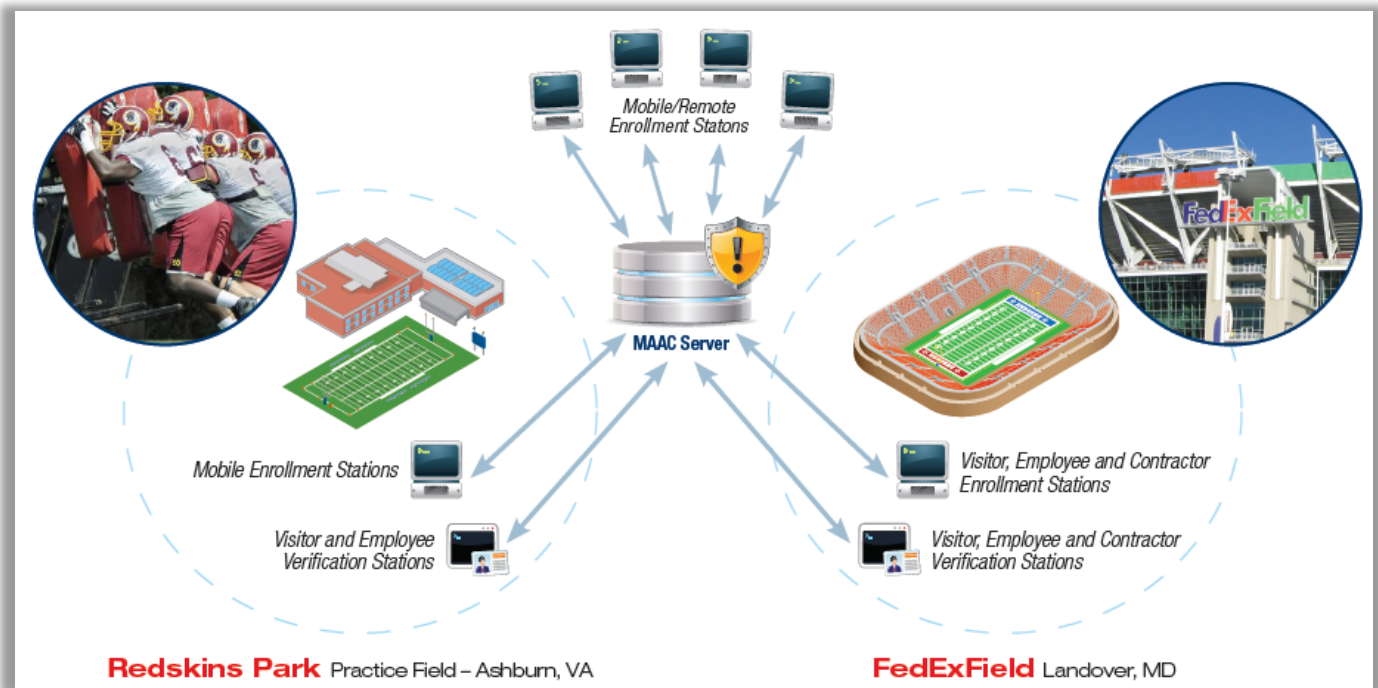 Mobile/Remote
Enrollment Statons
FedExField
MAAC Server
Mobile Enrollment Stations
Visitor, Employee and Contractor
Enrollment Stations
Visitor and Employee
Verification Stations
Visitor, Employee and Contractor
Verification Stations
Redskins Park Practice Field – Ashburn, VA
FedExField Landover, MD